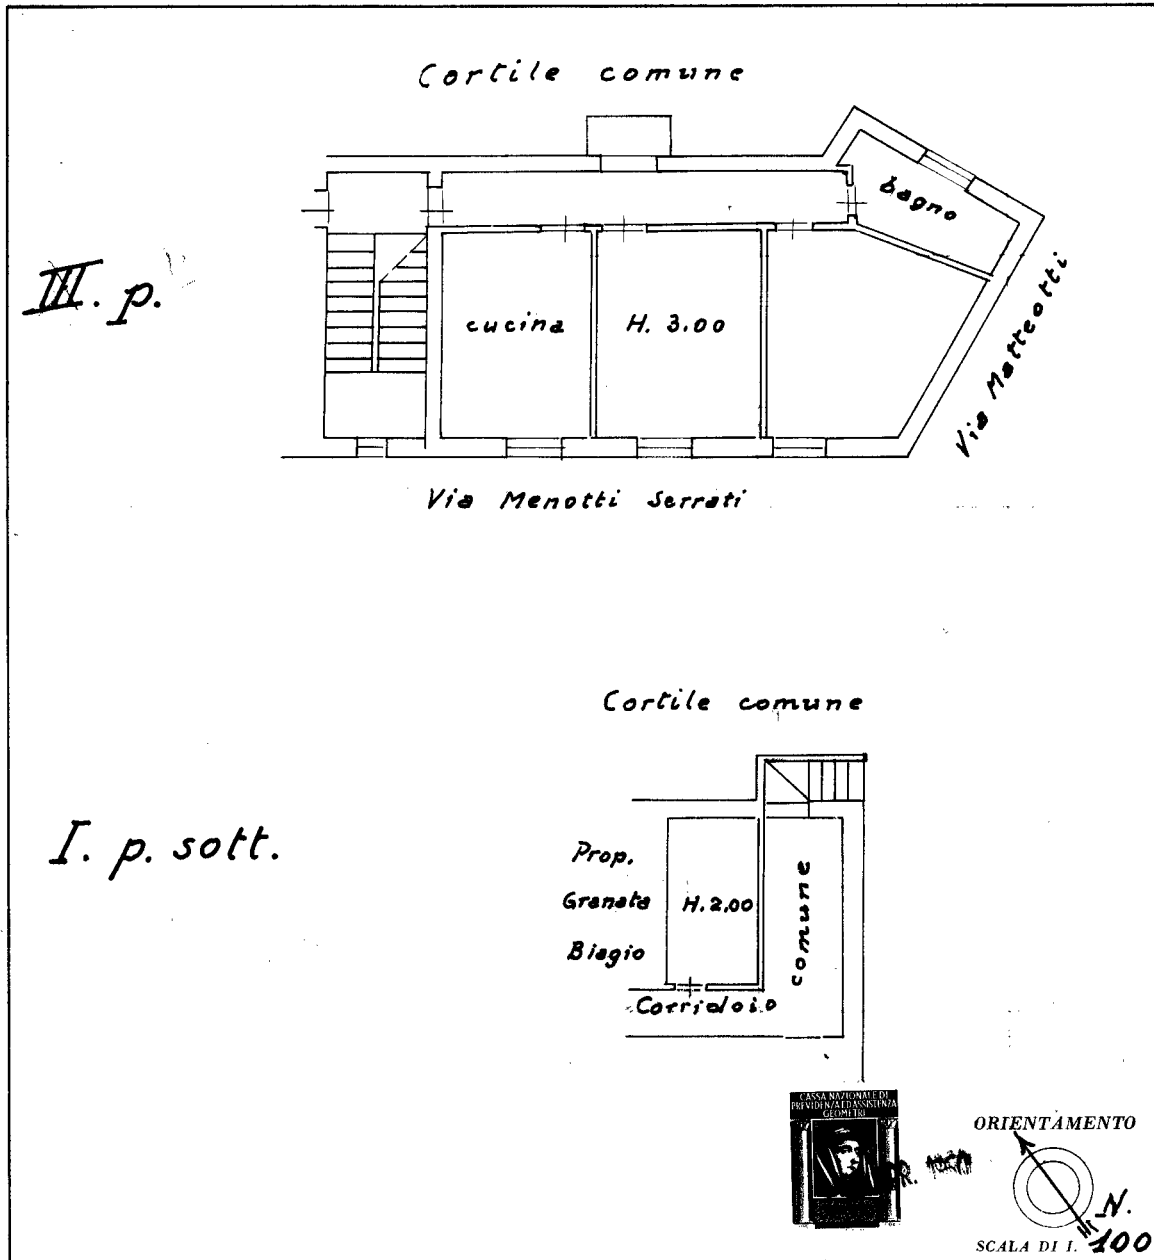 Cortile comune
bagno
III. p.
cucina
H. 3.00
Via Matteotti
Via Menotti Serrati
Cortile comune
I. p. sott.
Prop.
Granata
Biagio
H. 2.00
comune
Corridoio
CASSA NAZIONALE DI
PREVIDENZA ED ASSISTENZA
GEOMETRI
ORIENTAMENTO
N.
SCALA DI I. 100